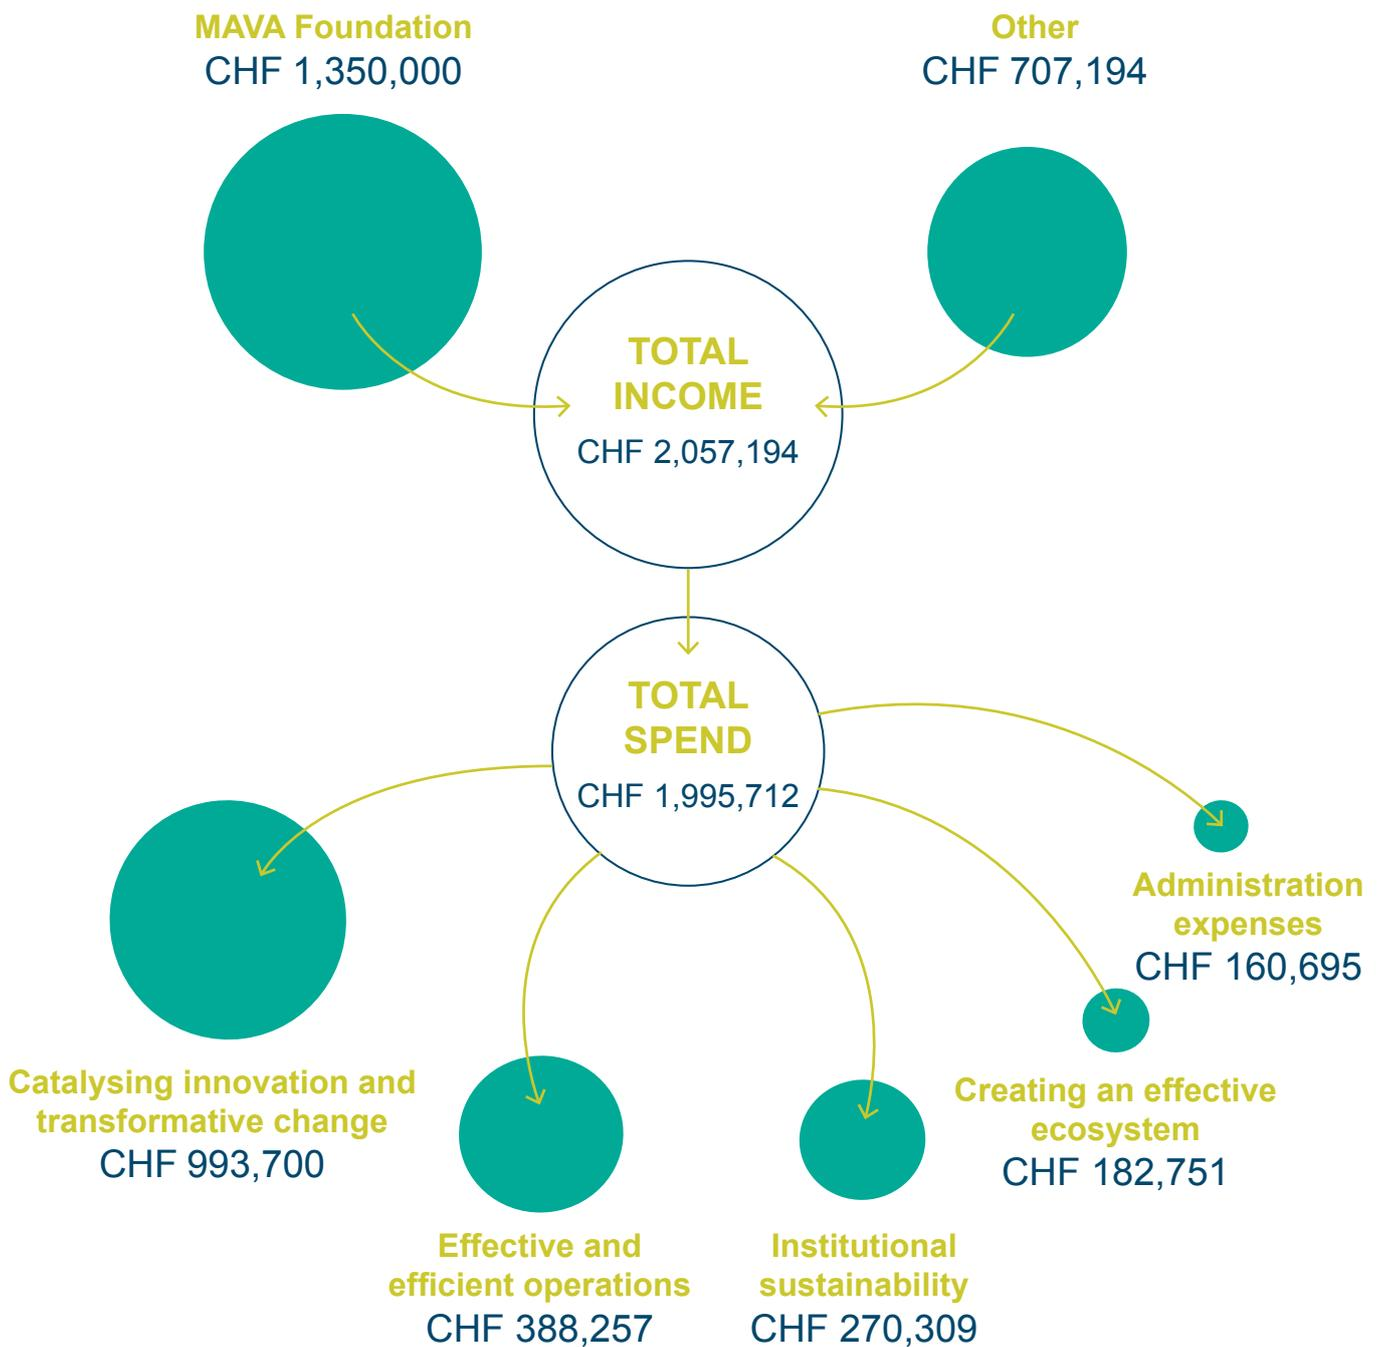 MAVA Foundation
CHF 1,350,000
Other
CHF 707,194
TOTAL
INCOME
CHF 2,057,194
TOTAL
SPEND
CHF 1,995,712
Administration
expenses
CHF 160,695
Catalysing innovation and
transformative change
CHF 993,700
Creating an effective
ecosystem
CHF 182,751
Effective and
efficient operations
CHF 388,257
Institutional
sustainability
CHF 270,309